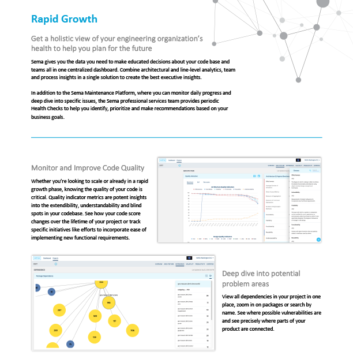 Rapid Growth
Get a holistic view of your engineering organization's
health to help you plan for the future
Sema gives you the data you need to make educated decisions about your code base and
teams all in one centralized dashboard. Combine architectural and line-level analytics, team
and process insights in a single solution to create the best executive insights.
In addition to the Sema Maintenance Platform, where you can monitor daily progress and
deep dive into specific issues, the Sema professional services team provides periodic
Health Checks to help you identify, prioritize and make recommendations based on your
business goals.
Monitor and Improve Code Quality
Whether you're looking to scale or already in a rapid
growth phase, knowing the quality of your code is
critical. Quality indicator metrics are potent insights
into the extendibility, understandability and blind
spots in your codebase. See how your code score
changes over the lifetime of your project or track
specific initiatives like efforts to incorporate ease of
implementing new functional requirements.
Deep dive into potential
problem areas
View all dependencies in your project in one
place, zoom in on packages or search by
name. See where possible vulnerabilities are
and see precisely where parts of your
product are connected.